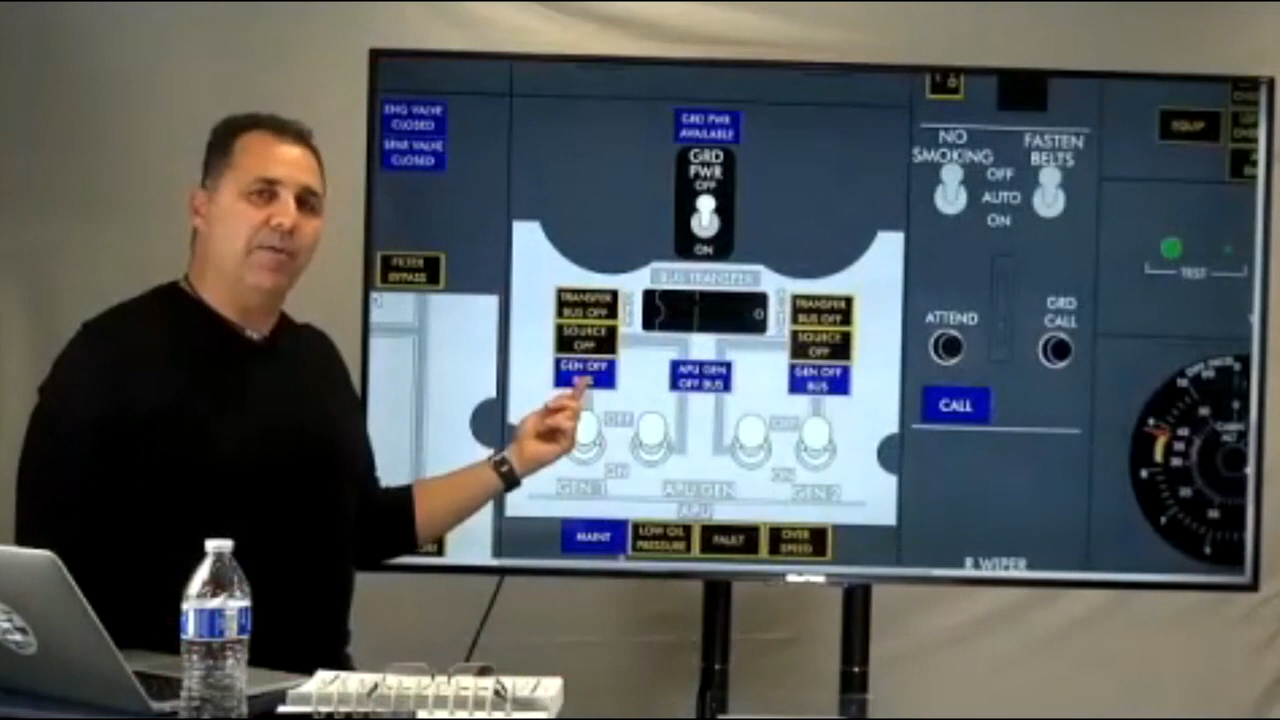 ENG VALVE
CLOSED
SPAR VALVE
CLOSED
FILTER
BYPASS
GRD PWR
AVAILABLE
GRD
PWR
OFF
ON
BUS TRANSFER
TRANSFER
BUS OFF
SOURCE
OFF
GEN OFF
APU GEN
OFF BUS
TRANSFER
BUS OFF
SOURCE
OFF
GEN OFF
BUS
OFF
ON
OFF
ON
GEN 1
APU GEN
GEN 2
APU
MAINT
LOW OIL
PRESSURE
FAULT
OVER
SPEED
NO
SMOKING
FASTEN
BELTS
OFF
AUTO
ON
ATTEND
GRD
CALL
CALL
R WIPER
EQUIP
TEST